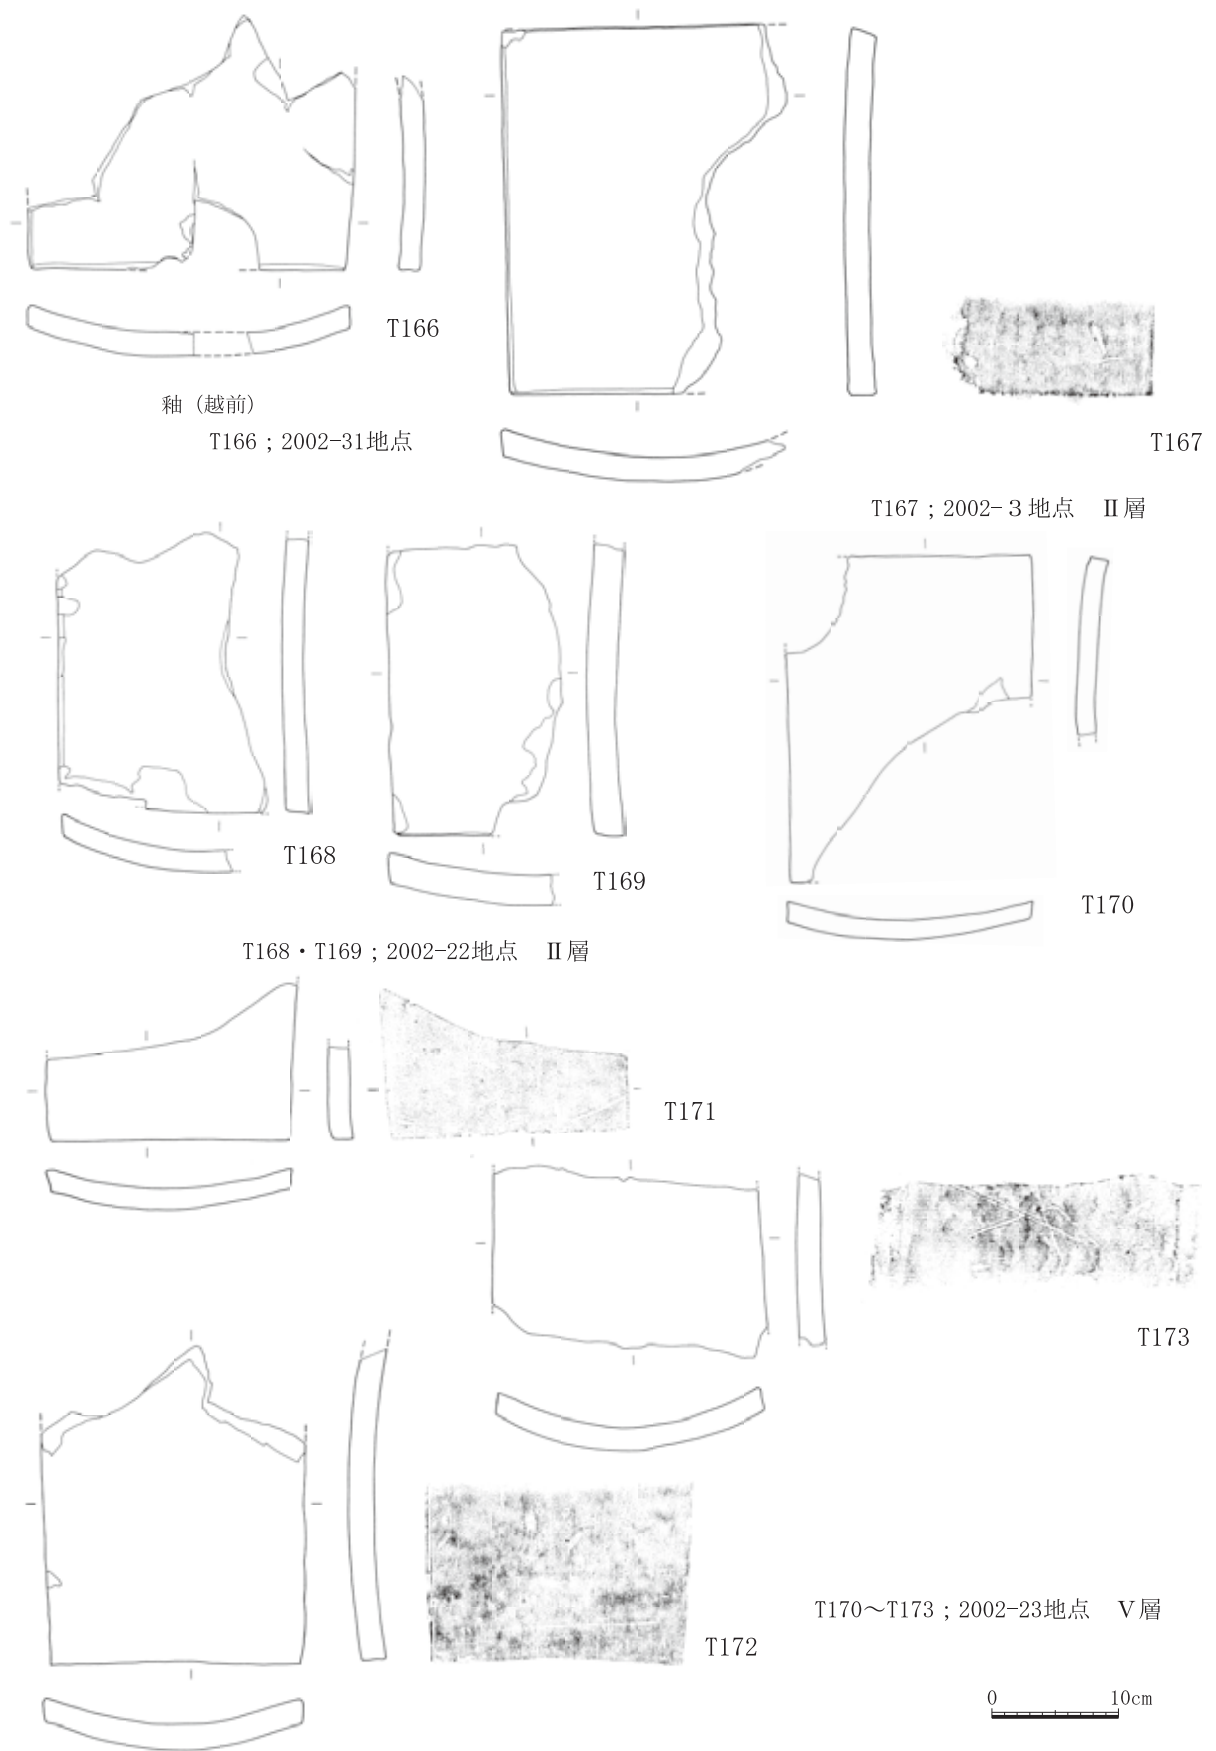 T166
釉（越前）
T166；2002-31地点
T167
T167；2002-３地点　Ⅱ層
T168
T169
T170
T168・T169；2002-22地点　Ⅱ層
T171
T173
T172
T170～T173；2002-23地点　Ⅴ層
0 10cm